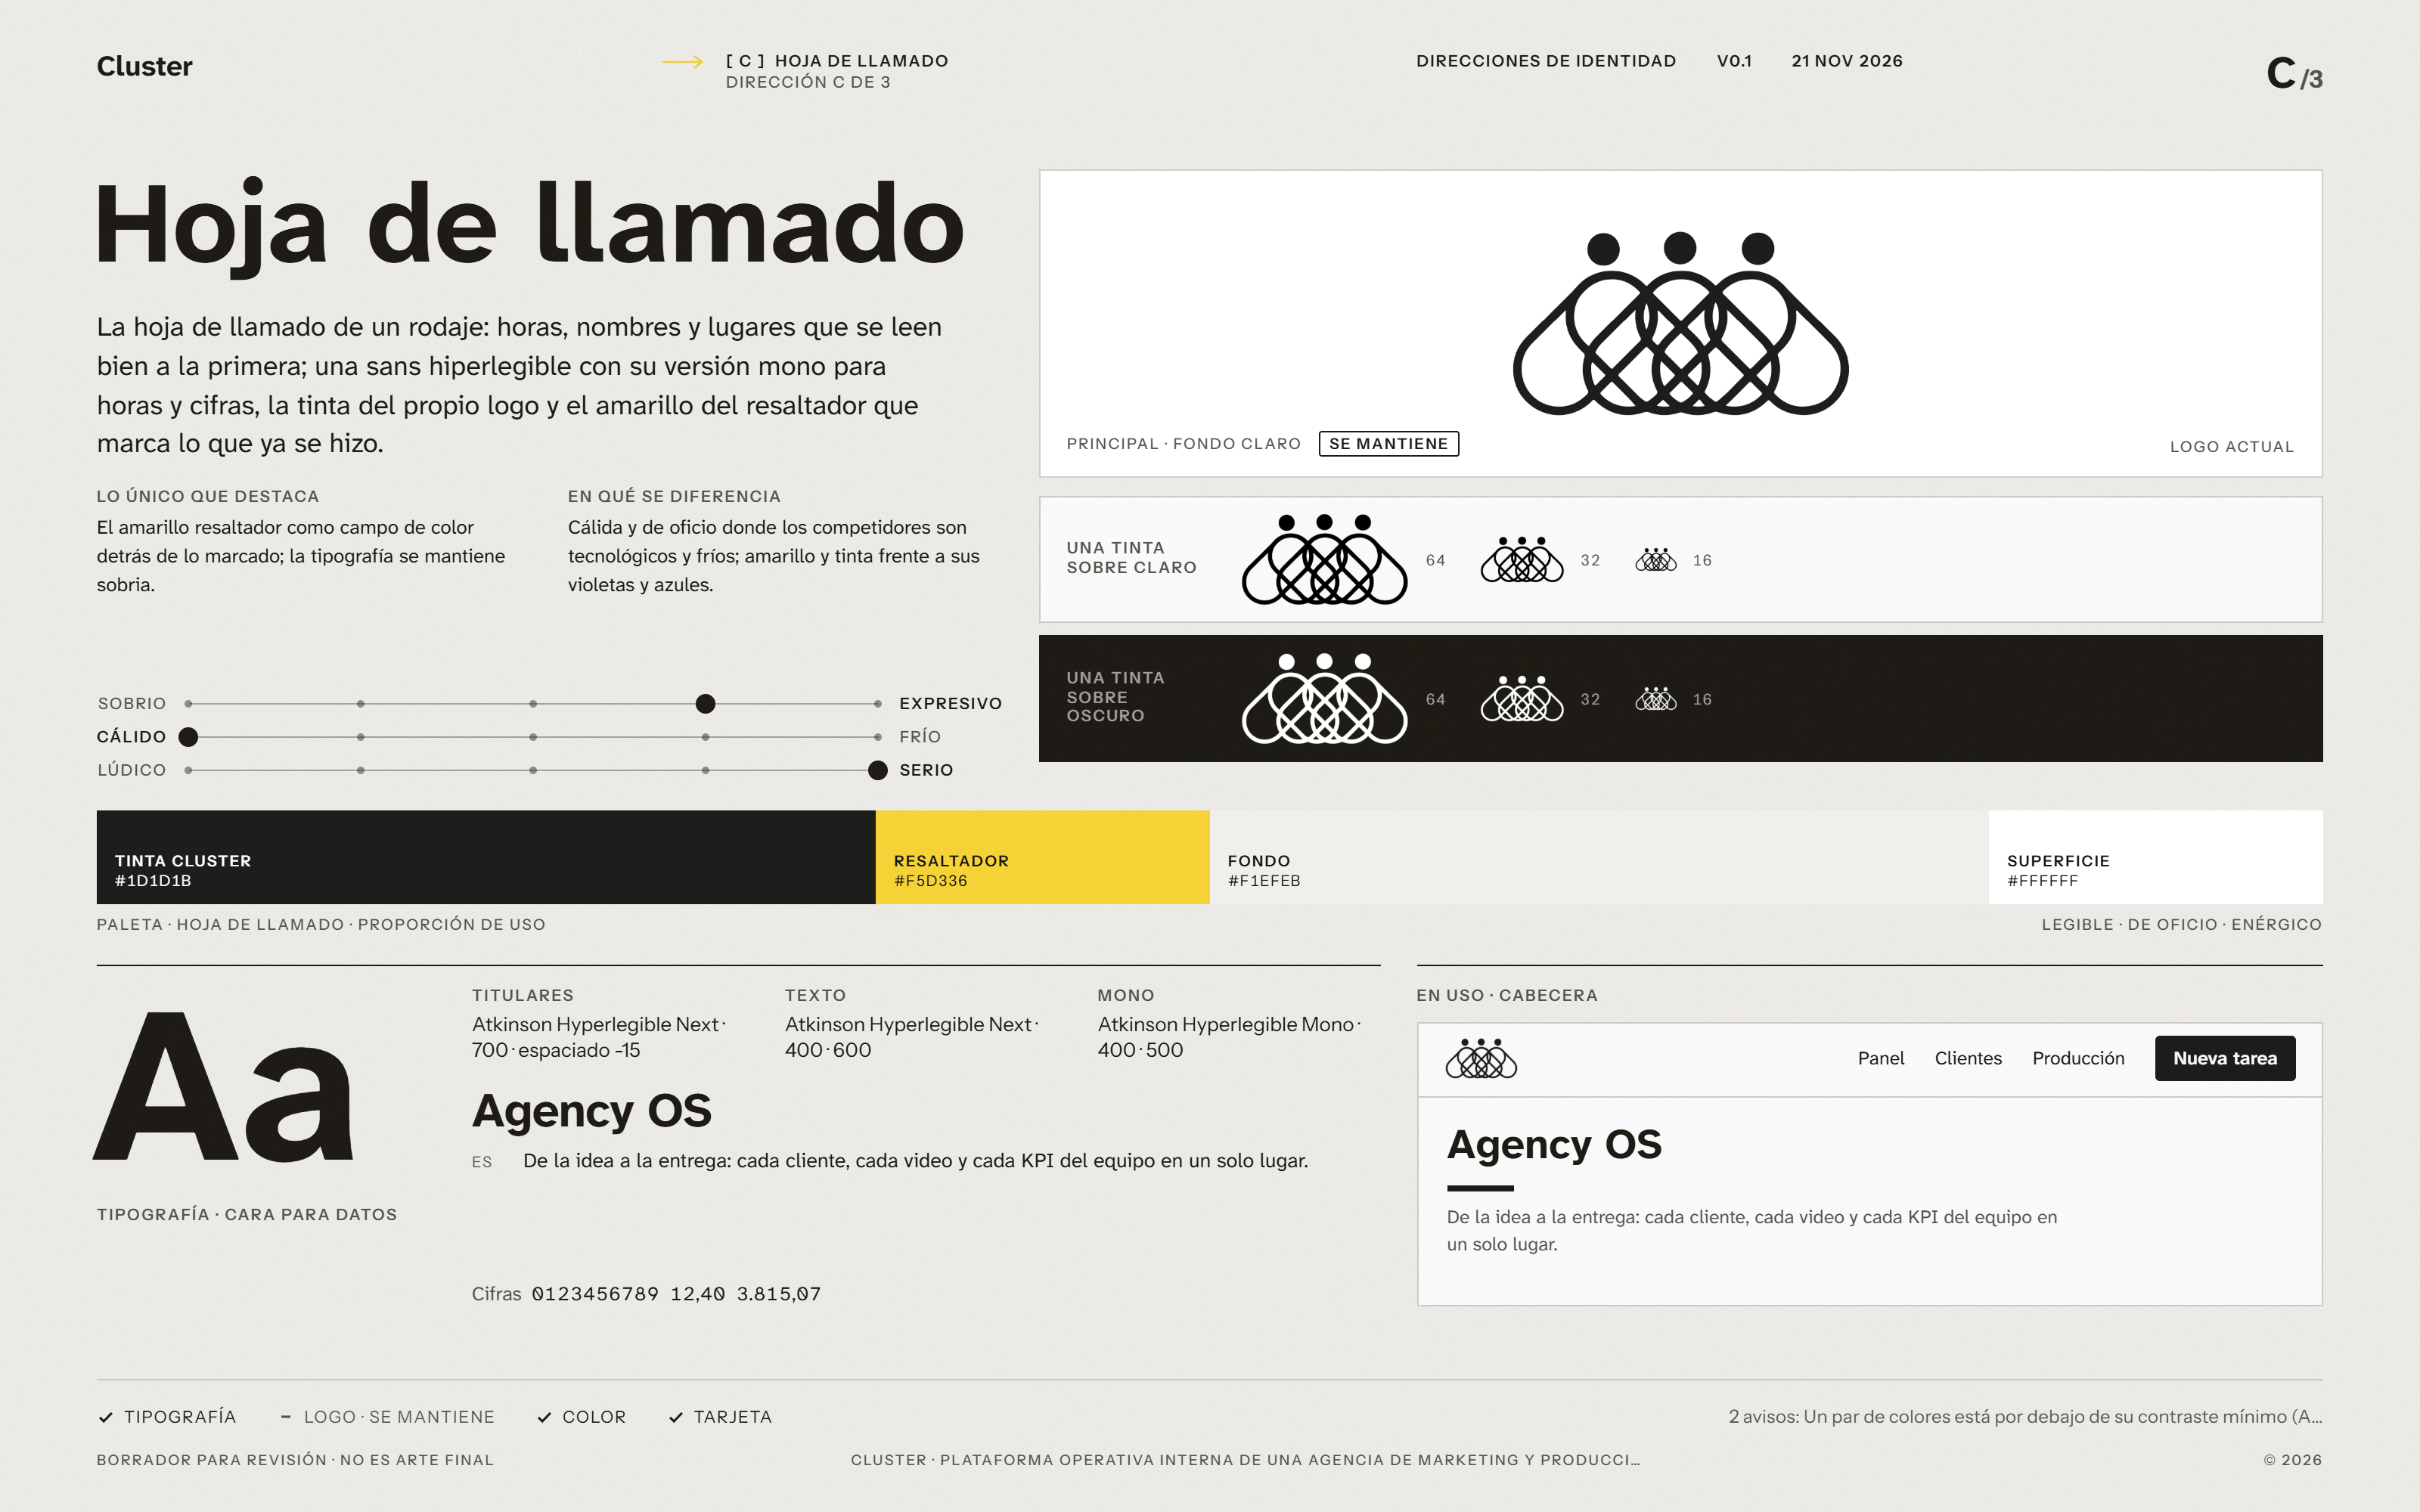 Cluster
[ C ] HOJA DE LLAMADO
DIRECCIÓN C DE 3
DIRECCIONES DE IDENTIDAD V0.1 21 NOV 2026
C /3
Hoja de llamado
La hoja de llamado de un rodaje: horas, nombres y lugares que se leen
bien a la primera; una sans hiperlegible con su versión mono para
horas y cifras, la tinta del propio logo y el amarillo del resaltador que
marca lo que ya se hizo.
LO ÚNICO QUE DESTACA
El amarillo resaltador como campo de color
detrás de lo marcado; la tipografía se mantiene
sobria.
EN QUÉ SE DIFERENCIA
Cálida y de oficio donde los competidores son
tecnológicos y fríos; amarillo y tinta frente a sus
violetas y azules.
SOBRIO EXPRESIVO
CÁLIDO FRÍO
LÚDICO SERIO
PRINCIPAL · FONDO CLARO SE MANTIENE
LOGO ACTUAL
UNA TINTA
SOBRE CLARO
64 32 16
UNA TINTA
SOBRE
OSCURO
64 32 16
TINTA CLUSTER
#1D1D1B
RESALTADOR
#F5D336
FONDO
#F1EFEB
SUPERFICIE
#FFFFFF
PALETA · HOJA DE LLAMADO · PROPORCIÓN DE USO
LEGIBLE · DE OFICIO · ENÉRGICO
Aa
TIPOGRAFÍA · CARA PARA DATOS
TITULARES
Atkinson Hyperlegible Next ·
700 · espaciado -15
TEXTO
Atkinson Hyperlegible Next ·
400 · 600
MONO
Atkinson Hyperlegible Mono ·
400 · 500
Agency OS
ES De la idea a la entrega: cada cliente, cada video y cada KPI del equipo en un solo lugar.
Cifras 0123456789 12,40 3.815,07
EN USO · CABECERA
Panel Clientes Producción Nueva tarea
Agency OS
De la idea a la entrega: cada cliente, cada video y cada KPI del equipo en
un solo lugar.
TIPOGRAFÍA LOGO · SE MANTIENE COLOR TARJETA
2 avisos: Un par de colores está por debajo de su contraste mínimo (A…
BORRADOR PARA REVISIÓN · NO ES ARTE FINAL
CLUSTER · PLATAFORMA OPERATIVA INTERNA DE UNA AGENCIA DE MARKETING Y PRODUCCI…
© 2026